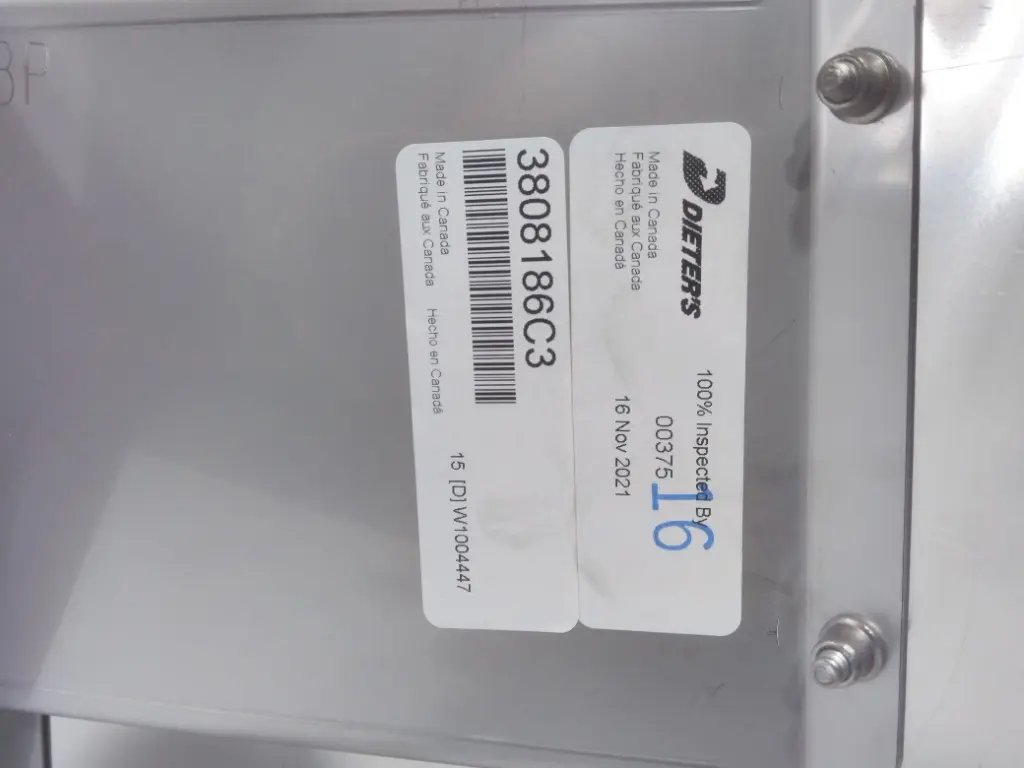 DIETER'S
100% Inspected By
00375
16
Made in Canada
Fabriqué aux Canada
Hecho en Canadá
16 Nov 2021
3808186C3
Made in Canada
Fabriqué aux Canada
Hecho en Canadá
15 [D] W1004447